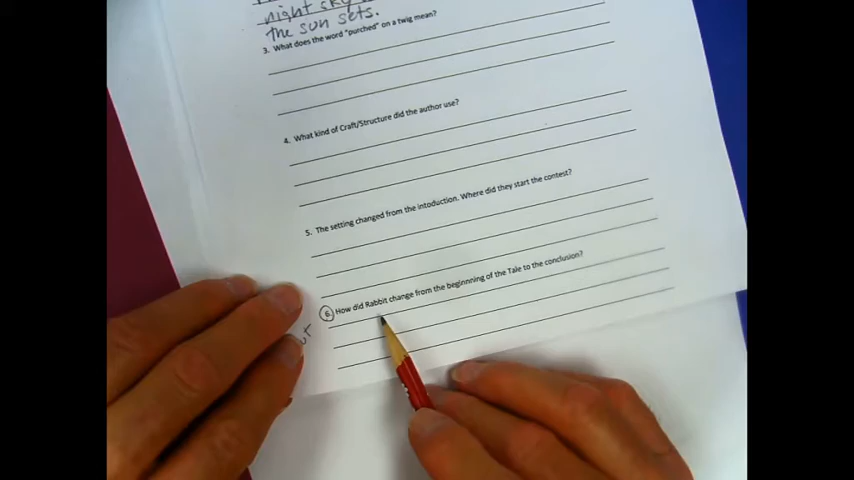 night sky
the sun sets.
3. What does the word "purched" on a twig mean?
4. What kind of Craft/Structure did the author use?
5. The setting changed from the intoduction. Where did they start the contest?
6. How did Rabbit change from the beginnning of the Tale to the conclusion?